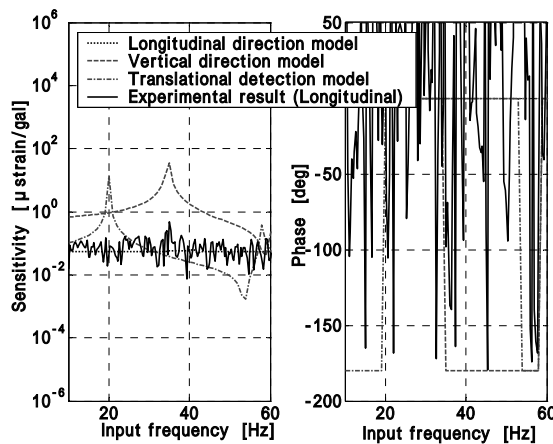 Longitudinal direction model
Vertical direction model
Translational detection model
Experimental result (Longitudinal)
10^6
10^4
10^2
10^0
10^-2
10^-4
10^-6
Sensitivity [μ strain/gal]
20 40 60
Input frequency [Hz]
50
-50
-100
-150
-200
Phase [deg]
20 40 60
Input frequency [Hz]